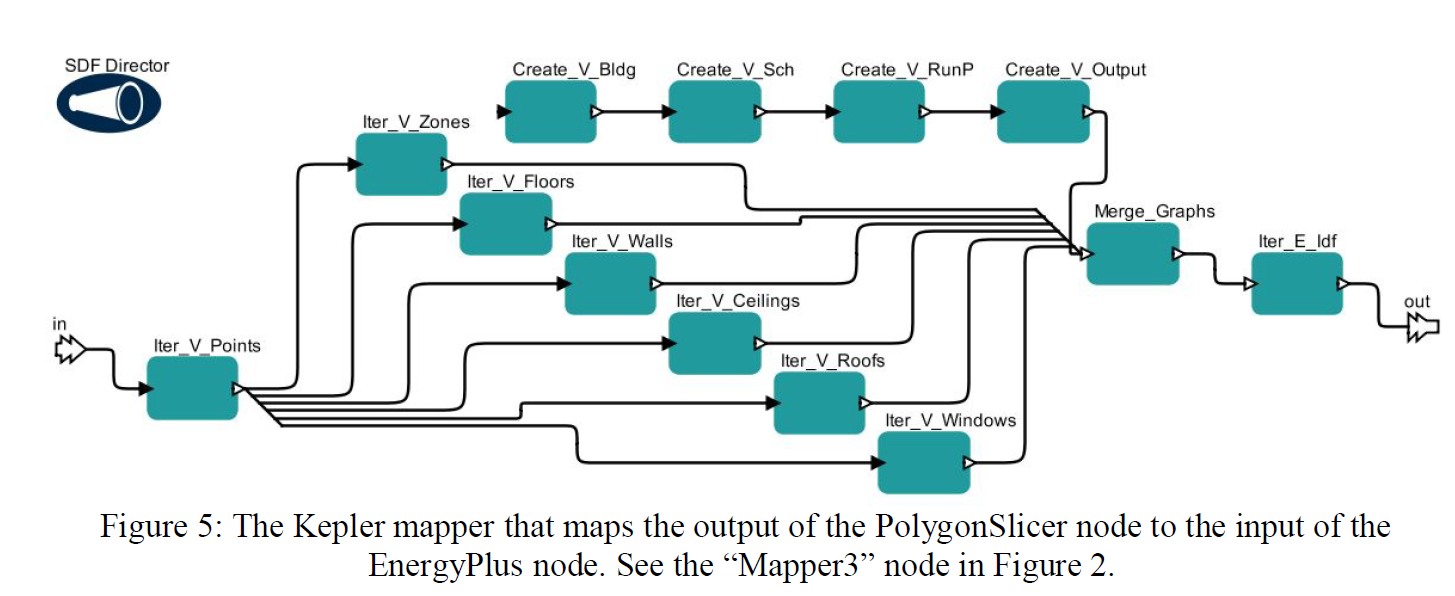 SDF Director
Create_V_Bldg
Create_V_Sch
Create_V_RunP
Create_V_Output
Iter_V_Zones
Iter_V_Floors
Merge_Graphs
Iter_V_Walls
Iter_E_Idf
Iter_V_Ceilings
out
in
Iter_V_Points
Iter_V_Roofs
Iter_V_Windows
Figure 5: The Kepler mapper that maps the output of the PolygonSlicer node to the input of the
EnergyPlus node. See the “Mapper3” node in Figure 2.